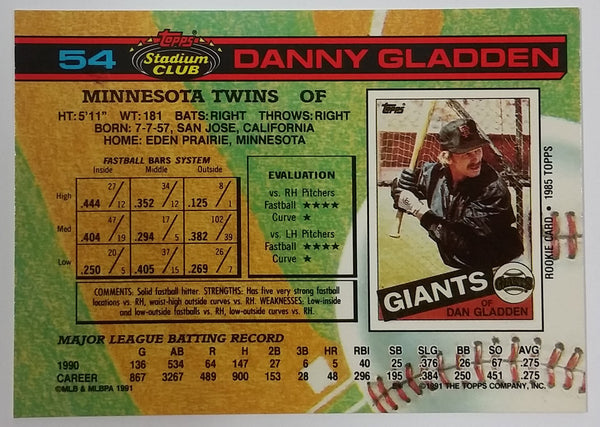 54
Topps
Stadium
CLUB
DANNY GLADDEN
MINNESOTA TWINS OF
HT: 5'11" WT: 181 BATS: RIGHT THROWS: RIGHT
BORN: 7-7-57, SAN JOSE, CALIFORNIA
HOME: EDEN PRAIRIE, MINNESOTA
FASTBALL BARS SYSTEM
Inside Middle Outside
High .444 27/12 .352 34/12 .125 8/1
Med .404 47/19 .294 17/5 .382 102/39
Low .250 20/5 .405 37/15 .269 26/7
EVALUATION
vs. RH Pitchers
Fastball ★★★★
Curve ★
vs. LH Pitchers
Fastball ★★★★
Curve ★
COMMENTS: Solid fastball hitter. STRENGTHS: Has five very strong fastball
locations vs. RH, waist-high outside curves vs. RH. WEAKNESSES: Low-inside
and low-outside fastballs vs. RH, low-outside curves vs. RH.
Topps
GIANTS
OF
DAN GLADDEN
ROOKIE CARD • 1985 TOPPS
MAJOR LEAGUE BATTING RECORD
G AB R H 2B 3B HR RBI SB SLG BB SO AVG
1990 136 534 64 147 27 6 5 40 25 .376 26 67 .275
CAREER 867 3267 489 900 153 28 48 296 195 .384 250 451 .275
©MLB & MLBPA 1991
©1991 THE TOPPS COMPANY, INC.